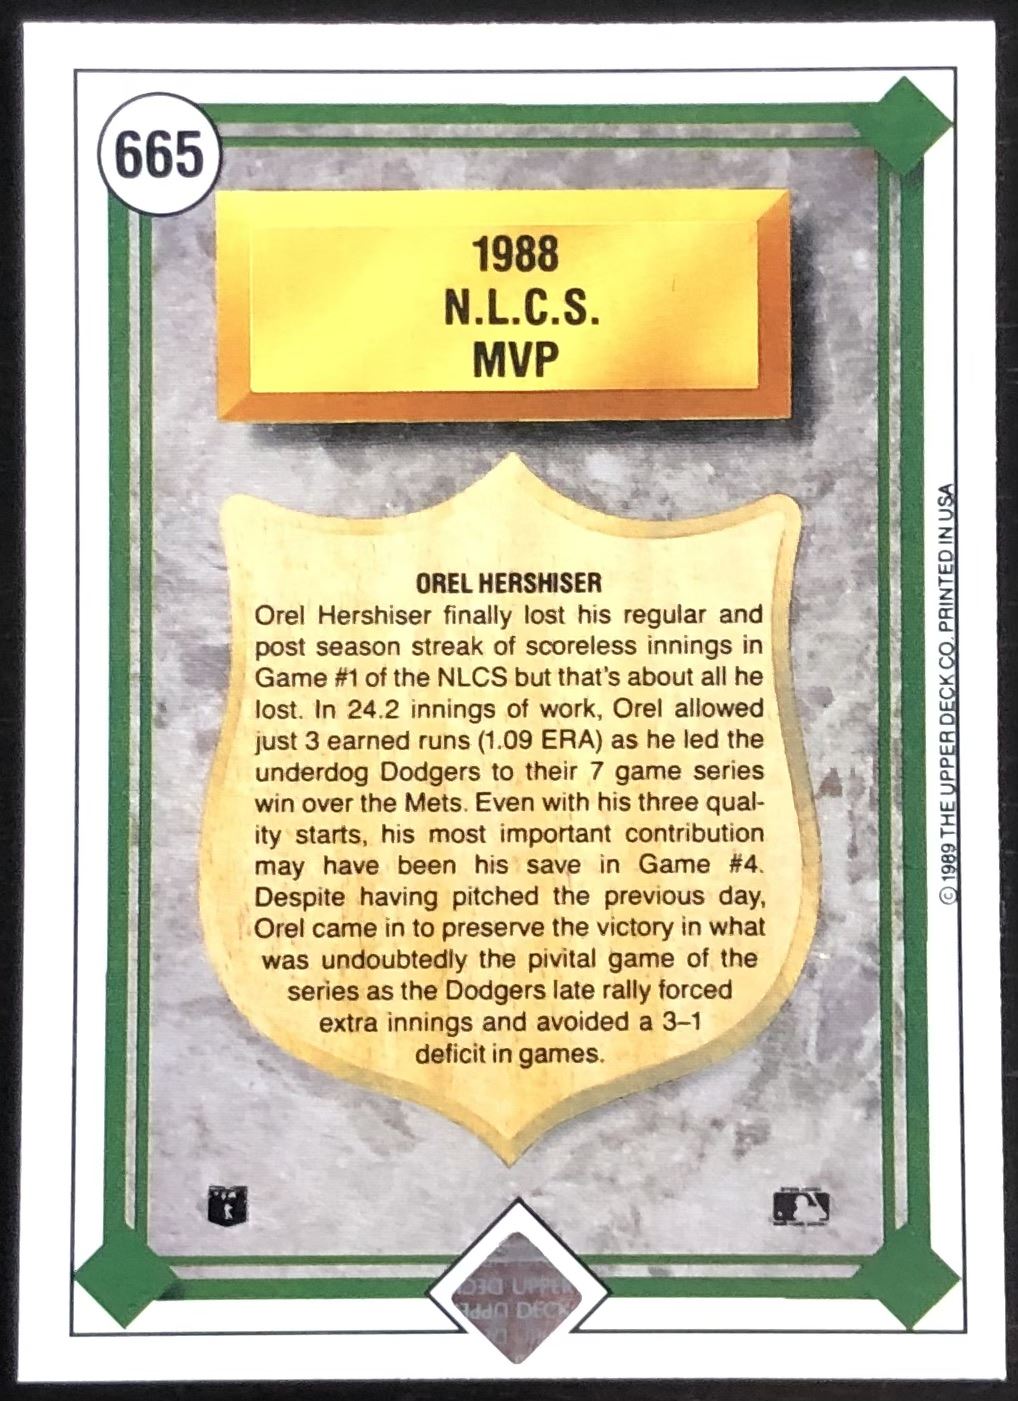 665
1988
N.L.C.S.
MVP
OREL HERSHISER
Orel Hershiser finally lost his regular and
post season streak of scoreless innings in
Game #1 of the NLCS but that's about all he
lost. In 24.2 innings of work, Orel allowed
just 3 earned runs (1.09 ERA) as he led the
underdog Dodgers to their 7 game series
win over the Mets. Even with his three qual-
ity starts, his most important contribution
may have been his save in Game #4.
Despite having pitched the previous day,
Orel came in to preserve the victory in what
was undoubtedly the pivital game of the
series as the Dodgers late rally forced
extra innings and avoided a 3–1
deficit in games.
© 1989 THE UPPER DECK CO. PRINTED IN USA
UPPER
DECK